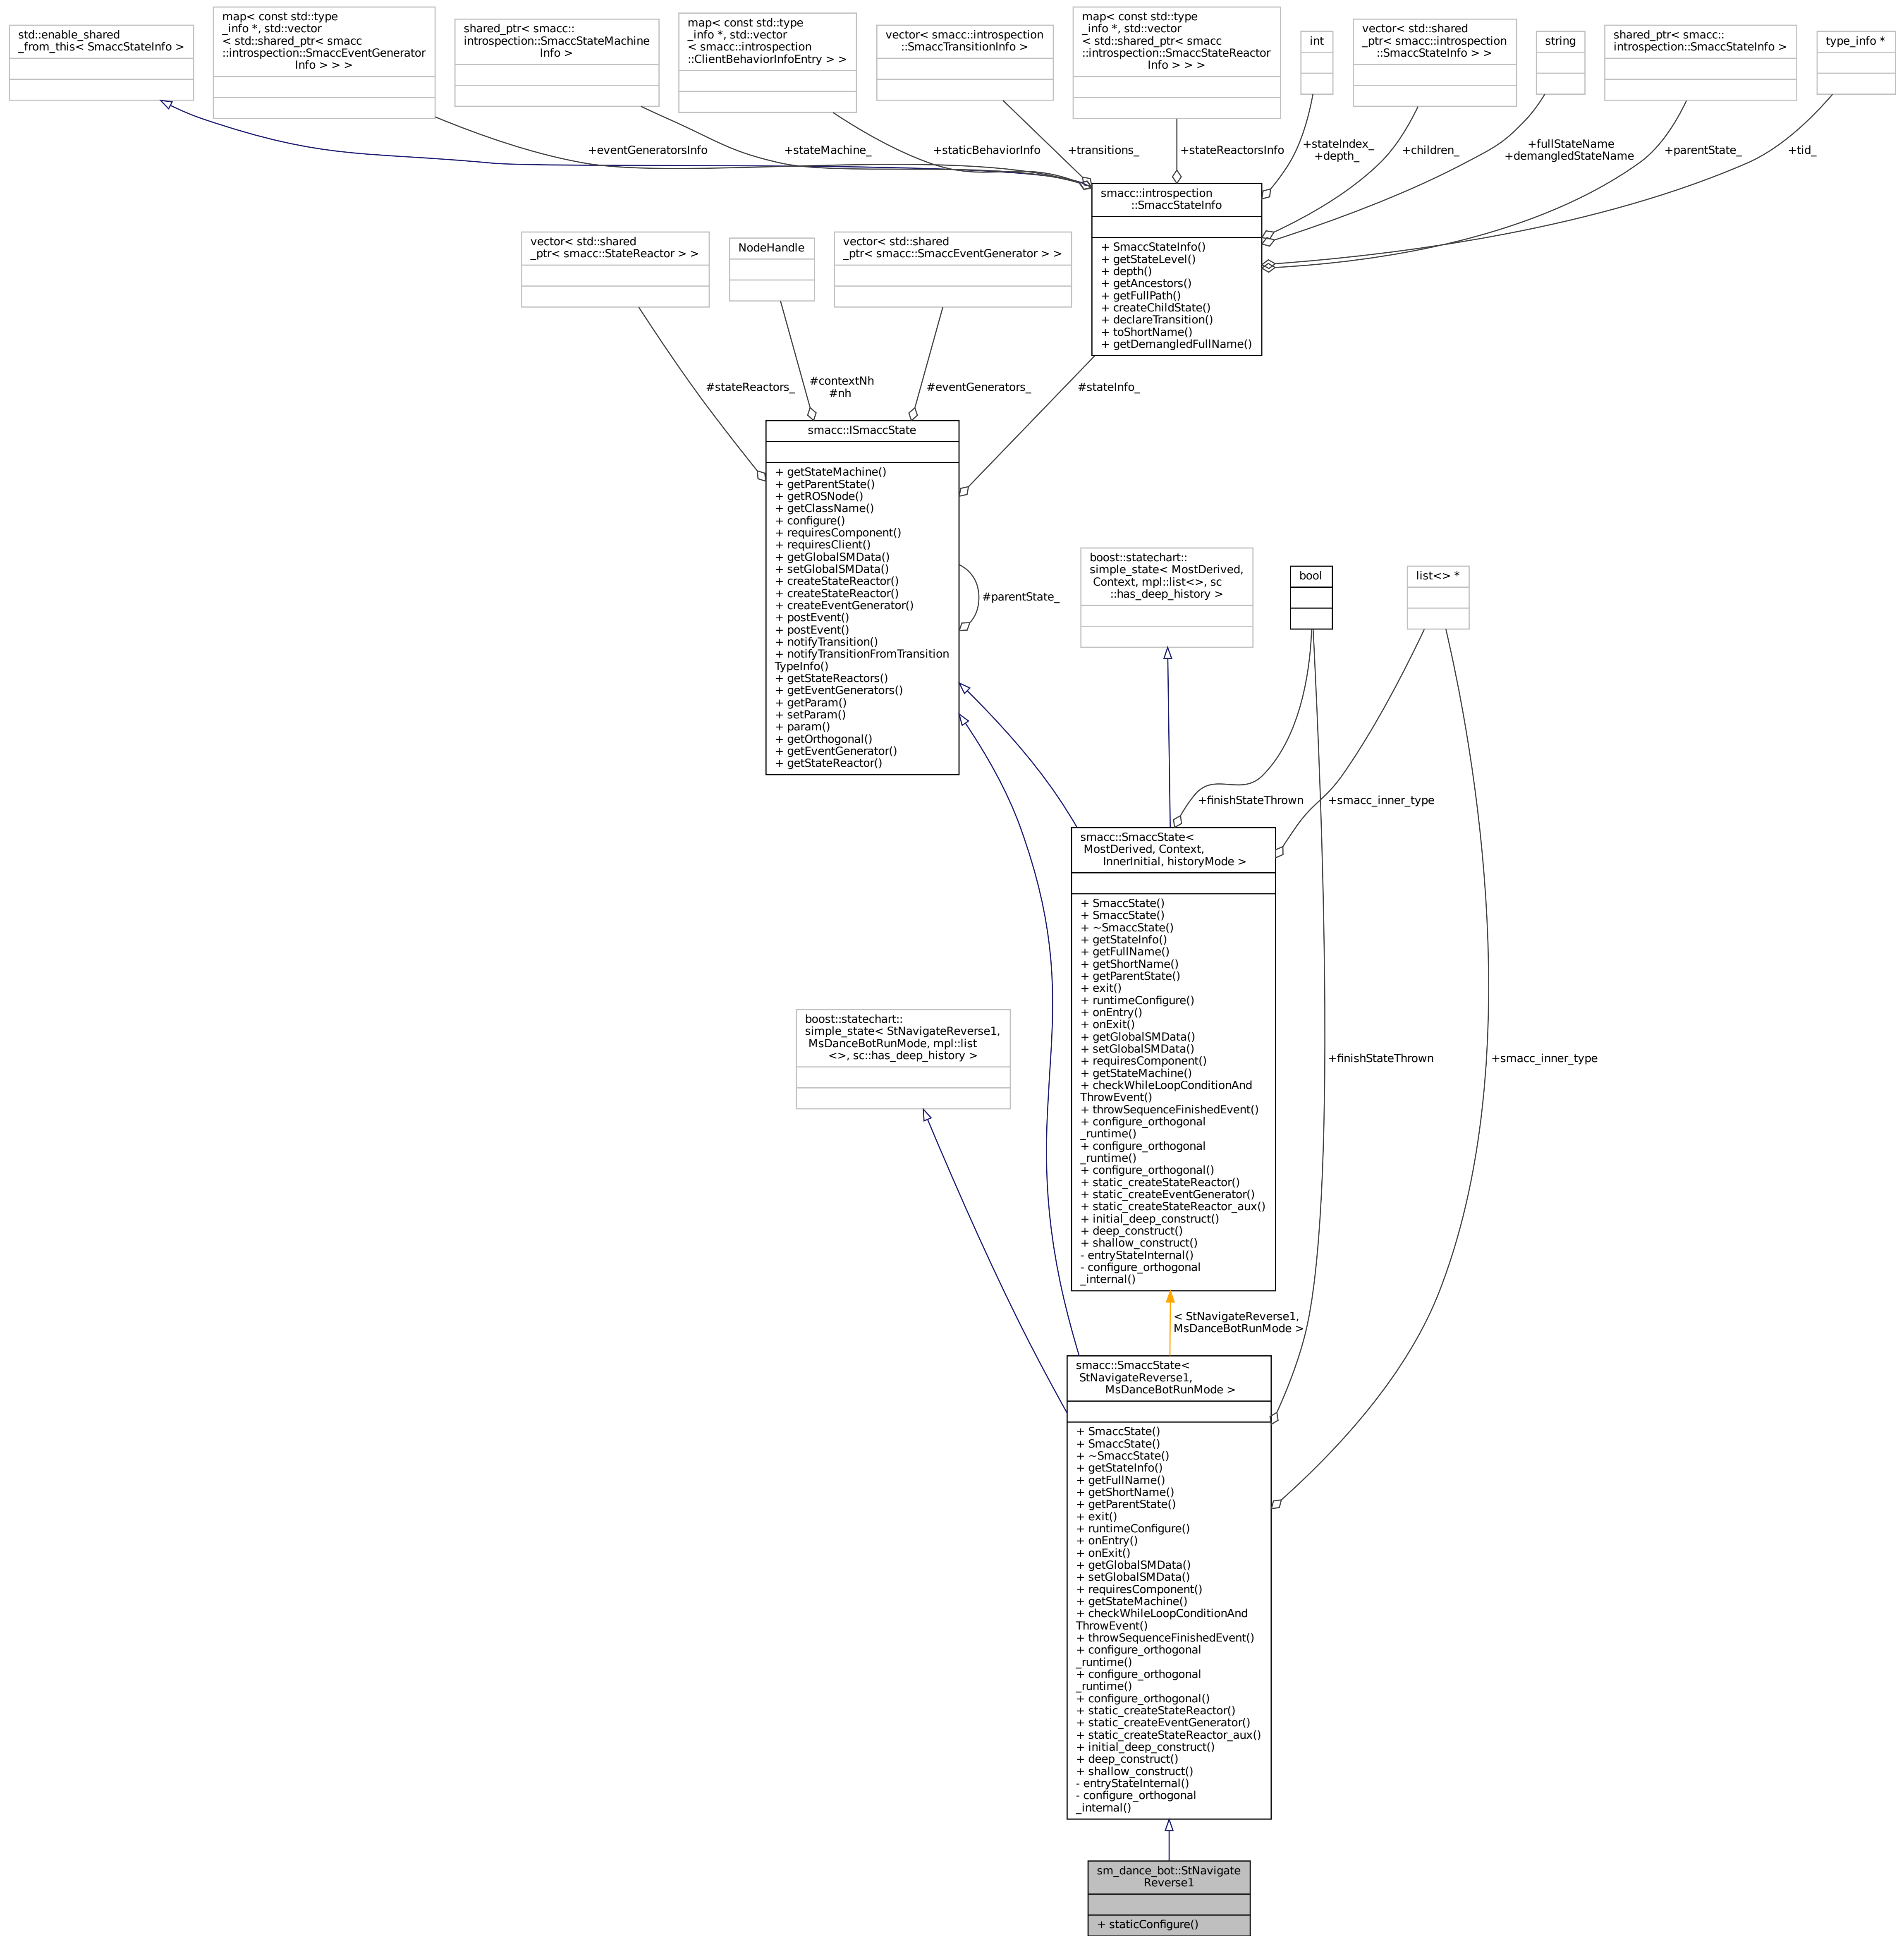 std::enable_shared
_from_this< SmaccStateInfo >
map< const std::type
_info *, std::vector
< std::shared_ptr< smacc
::introspection::SmaccEventGenerator
Info > > >
shared_ptr< smacc::
introspection::SmaccStateMachine
Info >
map< const std::type
_info *, std::vector
< smacc::introspection
::ClientBehaviorInfoEntry > >
vector< smacc::introspection
::SmaccTransitionInfo >
map< const std::type
_info *, std::vector
< std::shared_ptr< smacc
::introspection::SmaccStateReactor
Info > > >
int
vector< std::shared
_ptr< smacc::introspection
::SmaccStateInfo > >
string
shared_ptr< smacc::
introspection::SmaccStateInfo >
type_info *
+eventGeneratorsInfo
+stateMachine_
+staticBehaviorInfo
+transitions_
+stateReactorsInfo
+stateIndex_
+depth_
+children_
+fullStateName
+demangledStateName
+parentState_
+tid_
smacc::introspection
::SmaccStateInfo
+ SmaccStateInfo()
+ getStateLevel()
+ depth()
+ getAncestors()
+ getFullPath()
+ createChildState()
+ declareTransition()
+ toShortName()
+ getDemangledFullName()
vector< std::shared
_ptr< smacc::StateReactor > >
NodeHandle
vector< std::shared
_ptr< smacc::SmaccEventGenerator > >
#stateReactors_
#contextNh
#nh
#eventGenerators_
#stateInfo_
smacc::ISmaccState
+ getStateMachine()
+ getParentState()
+ getROSNode()
+ getClassName()
+ configure()
+ requiresComponent()
+ requiresClient()
+ getGlobalSMData()
+ setGlobalSMData()
+ createStateReactor()
+ createStateReactor()
+ createEventGenerator()
+ postEvent()
+ postEvent()
+ notifyTransition()
+ notifyTransitionFromTransition
TypeInfo()
+ getStateReactors()
+ getEventGenerators()
+ getParam()
+ setParam()
+ param()
+ getOrthogonal()
+ getEventGenerator()
+ getStateReactor()
#parentState_
boost::statechart::
simple_state< MostDerived,
Context, mpl::list<>, sc
::has_deep_history >
bool
list<> *
+finishStateThrown
+smacc_inner_type
smacc::SmaccState<
MostDerived, Context,
InnerInitial, historyMode >
+ SmaccState()
+ SmaccState()
+ ~SmaccState()
+ getStateInfo()
+ getFullName()
+ getShortName()
+ getParentState()
+ exit()
+ runtimeConfigure()
+ onEntry()
+ onExit()
+ getGlobalSMData()
+ setGlobalSMData()
+ requiresComponent()
+ getStateMachine()
+ checkWhileLoopConditionAnd
ThrowEvent()
+ throwSequenceFinishedEvent()
+ configure_orthogonal
_runtime()
+ configure_orthogonal
_runtime()
+ configure_orthogonal()
+ static_createStateReactor()
+ static_createEventGenerator()
+ static_createStateReactor_aux()
+ initial_deep_construct()
+ deep_construct()
+ shallow_construct()
- entryStateInternal()
- configure_orthogonal
_internal()
boost::statechart::
simple_state< StNavigateReverse1,
MsDanceBotRunMode, mpl::list
<>, sc::has_deep_history >
+finishStateThrown
+smacc_inner_type
< StNavigateReverse1,
MsDanceBotRunMode >
smacc::SmaccState<
StNavigateReverse1,
MsDanceBotRunMode >
+ SmaccState()
+ SmaccState()
+ ~SmaccState()
+ getStateInfo()
+ getFullName()
+ getShortName()
+ getParentState()
+ exit()
+ runtimeConfigure()
+ onEntry()
+ onExit()
+ getGlobalSMData()
+ setGlobalSMData()
+ requiresComponent()
+ getStateMachine()
+ checkWhileLoopConditionAnd
ThrowEvent()
+ throwSequenceFinishedEvent()
+ configure_orthogonal
_runtime()
+ configure_orthogonal
_runtime()
+ configure_orthogonal()
+ static_createStateReactor()
+ static_createEventGenerator()
+ static_createStateReactor_aux()
+ initial_deep_construct()
+ deep_construct()
+ shallow_construct()
- entryStateInternal()
- configure_orthogonal
_internal()
sm_dance_bot::StNavigate
Reverse1
+ staticConfigure()